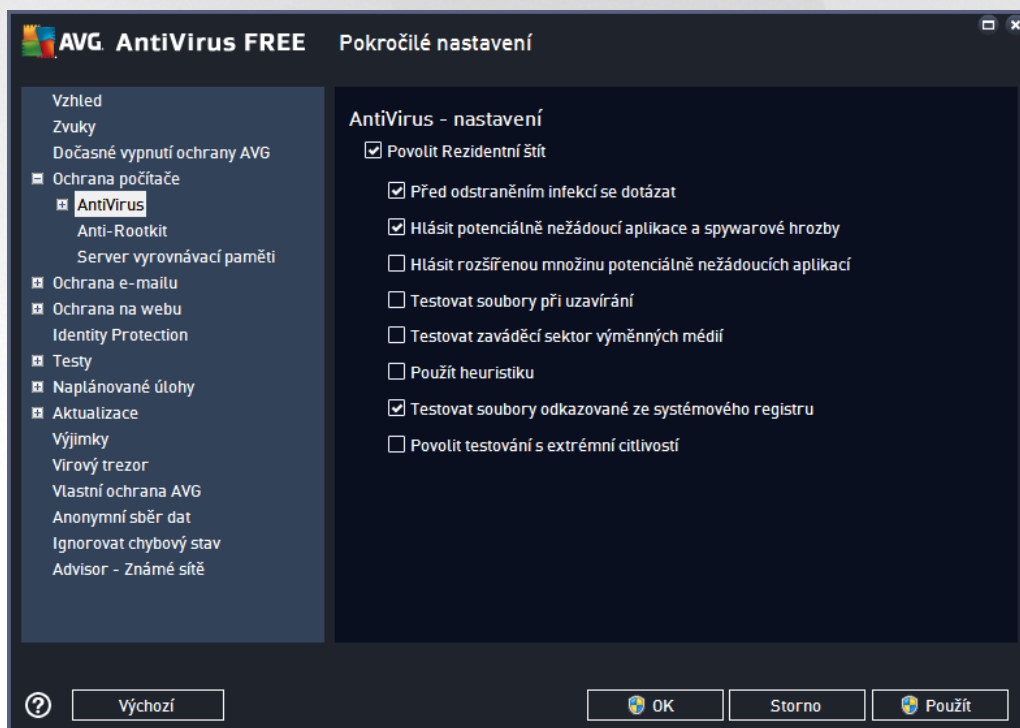 AVG. AntiVirus FREE Pokročilé nastavení
Vzhled
Zvuky
Dočasné vypnutí ochrany AVG
Ochrana počítače
AntiVirus
Anti-Rootkit
Server vyrovnávací paměti
Ochrana e-mailu
Ochrana na webu
Identity Protection
Testy
Naplánované úlohy
Aktualizace
Výjimky
Virový trezor
Vlastní ochrana AVG
Anonymní sběr dat
Ignorovat chybový stav
Advisor - Známé sítě
AntiVirus - nastavení
Povolit Rezidentní štít
Před odstraněním infekcí se dotázat
Hlásit potenciálně nežádoucí aplikace a spywarové hrozby
Hlásit rozšířenou množinu potenciálně nežádoucích aplikací
Testovat soubory při uzavírání
Testovat zaváděcí sektor výměnných médií
Použít heuristiku
Testovat soubory odkazované ze systémového registru
Povolit testování s extrémní citlivostí
? Výchozí OK Storno Použít